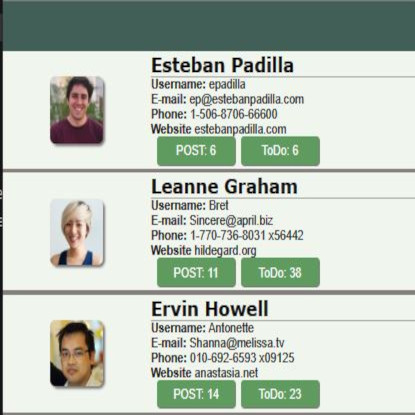 Esteban Padilla
Username: epadilla
E-mail: ep@estebanpadilla.com
Phone: 1-506-8706-66600
Website estebanpadilla.com
POST: 6 ToDo: 6
Leanne Graham
Username: Bret
E-mail: Sincere@april.biz
Phone: 1-770-736-8031 x56442
Website hildegard.org
POST: 11 ToDo: 38
Ervin Howell
Username: Antonette
E-mail: Shanna@melissa.tv
Phone: 010-692-6593 x09125
Website anastasia.net
POST: 14 ToDo: 23